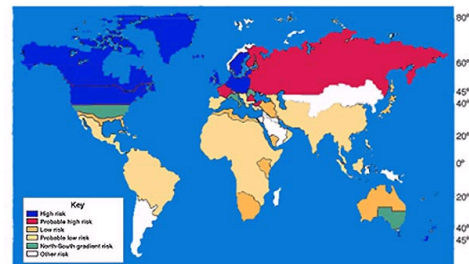 80°
60°
45°
40°
20°
0°
20°
40°
45°
Key
High risk
Probable high risk
Low risk
Probable low risk
North-South gradient risk
Other risk